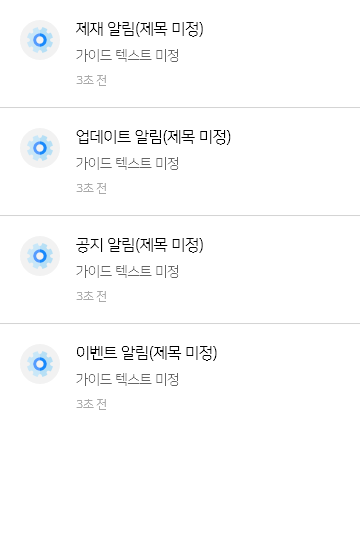 제재 알림(제목 미정)
가이드 텍스트 미정
3초 전
업데이트 알림(제목 미정)
가이드 텍스트 미정
3초 전
공지 알림(제목 미정)
가이드 텍스트 미정
3초 전
이벤트 알림(제목 미정)
가이드 텍스트 미정
3초 전